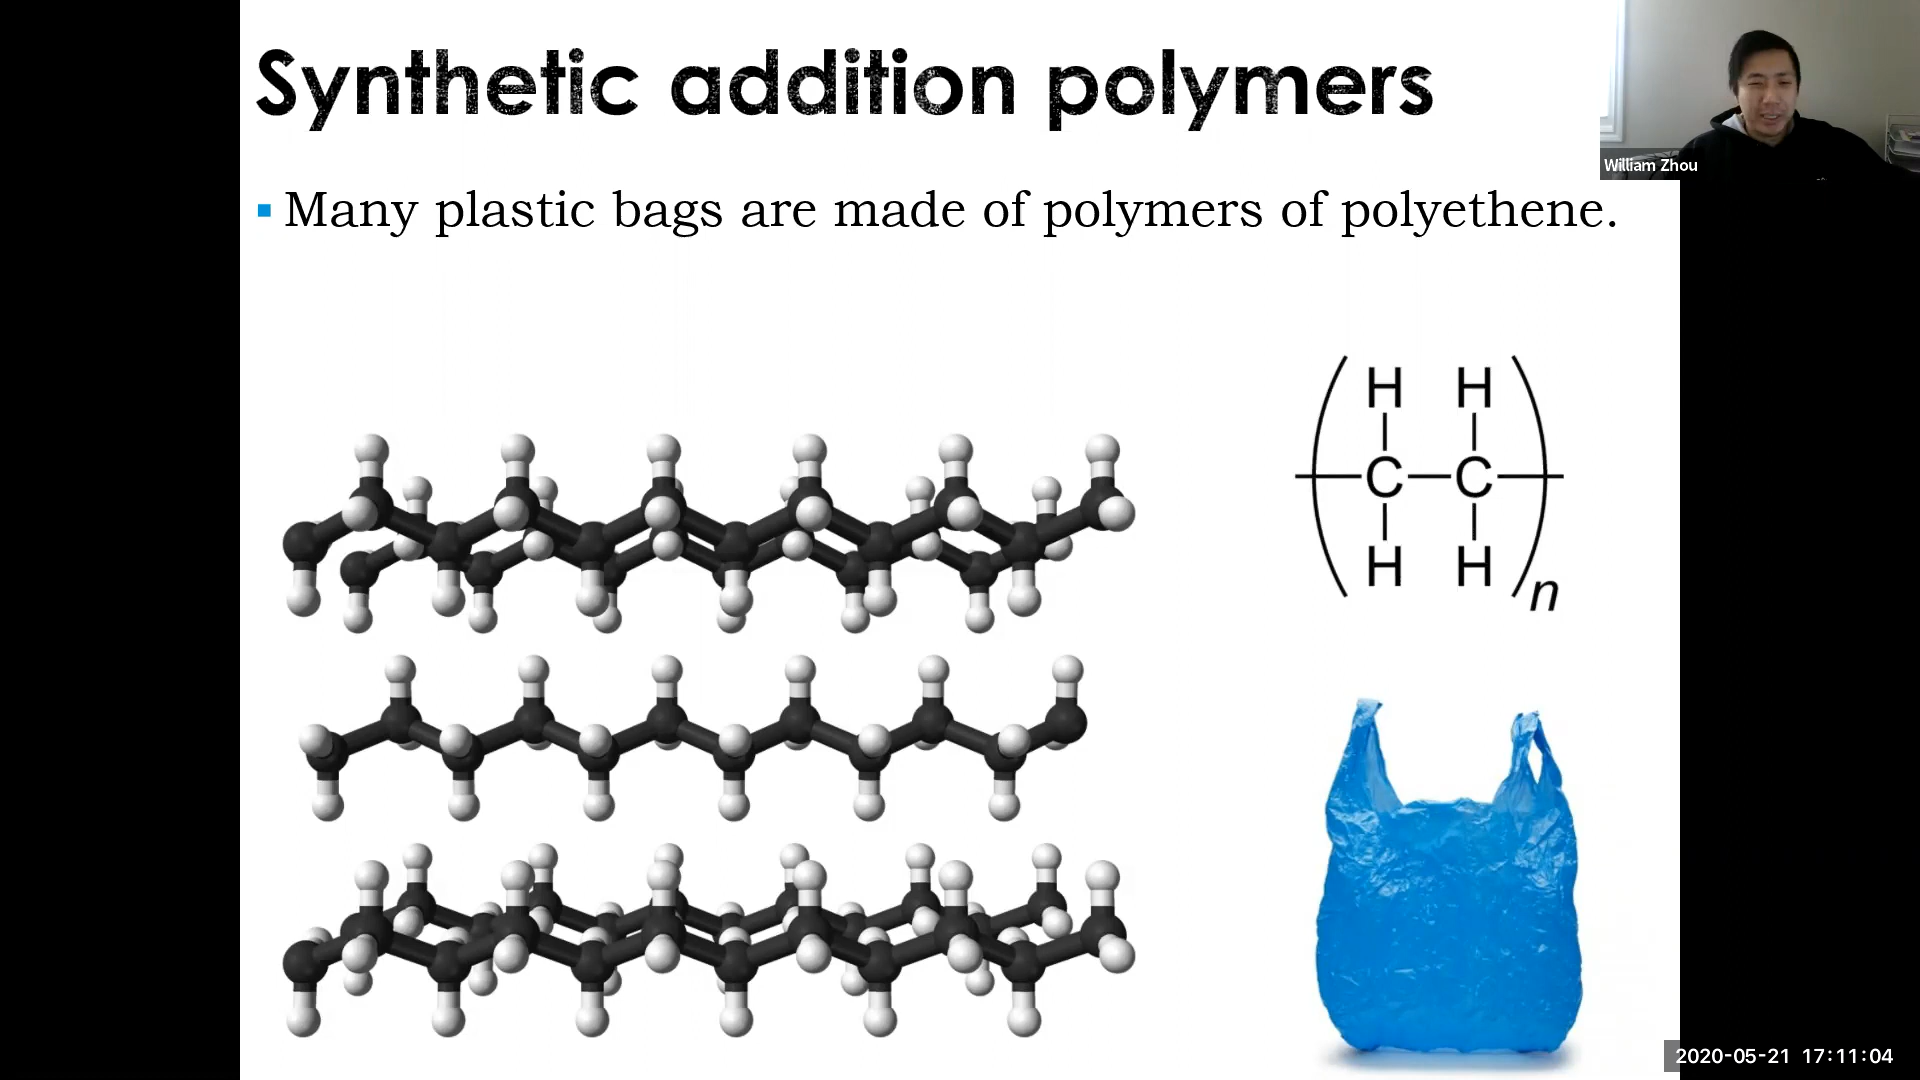 Synthetic addition polymers
William Zhou
▪ Many plastic bags are made of polymers of polyethene.
H H
C C
H H
n
2020-05-21 17:11:04